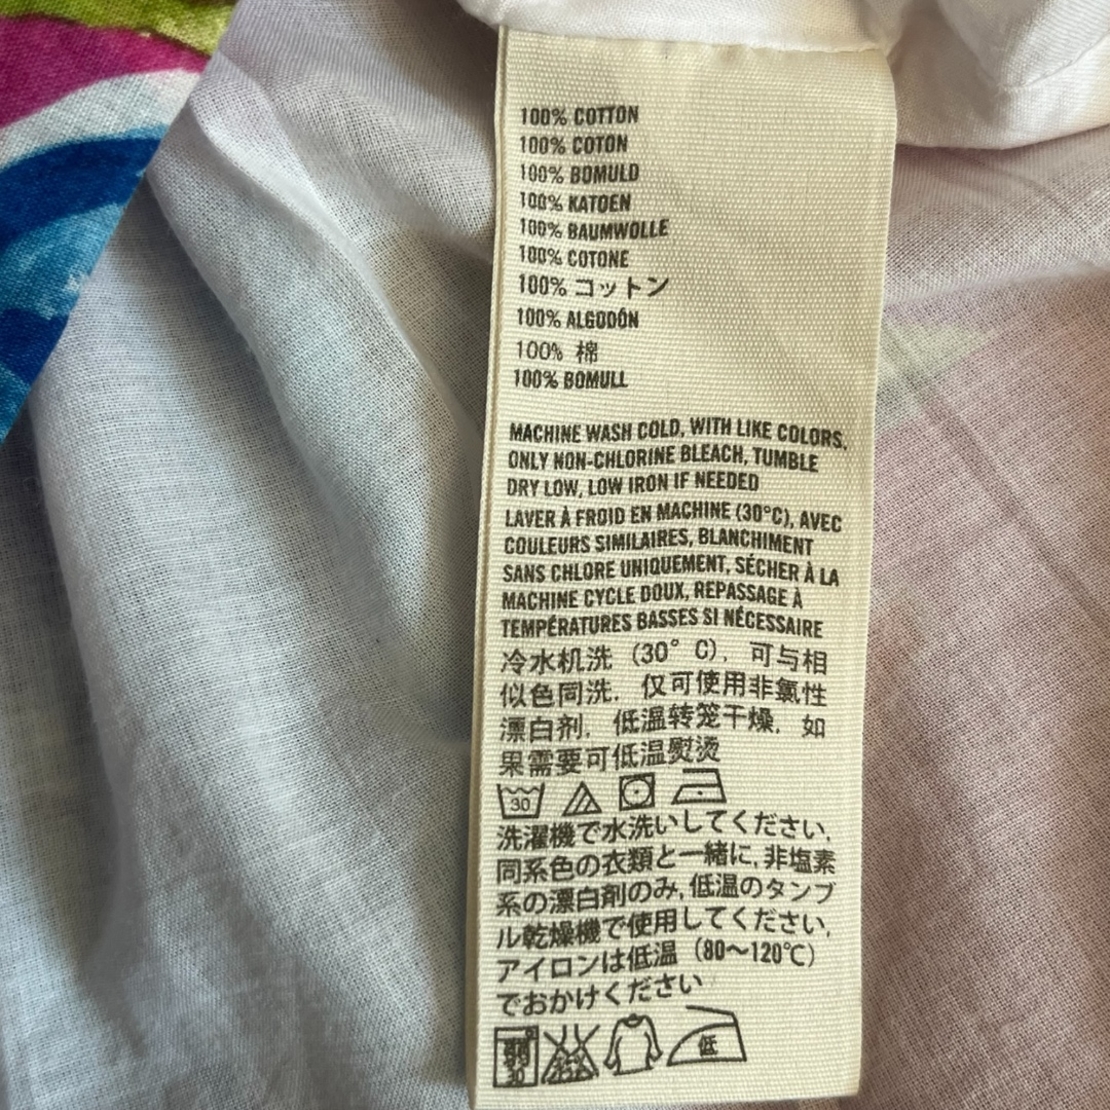 100% COTTON
100% COTON
100% BOMULD
100% KATOEN
100% BAUMWOLLE
100% COTONE
100% コットン
100% ALGODÓN
100% 棉
100% BOMULL
MACHINE WASH COLD, WITH LIKE COLORS,
ONLY NON-CHLORINE BLEACH, TUMBLE
DRY LOW, LOW IRON IF NEEDED
LAVER À FROID EN MACHINE (30°C), AVEC
COULEURS SIMILAIRES, BLANCHIMENT
SANS CHLORE UNIQUEMENT, SÉCHER À LA
MACHINE CYCLE DOUX, REPASSAGE À
TEMPÉRATURES BASSES SI NÉCESSAIRE
冷水机洗 (30° C), 可与相
似色同洗, 仅可使用非氯性
漂白剂, 低温转笼干燥, 如
果需要可低温熨烫
30
洗濯機で水洗いしてください,
同系色の衣類と一緒に, 非塩素
系の漂白剤のみ, 低温のタンブ
ル乾燥機で使用してください,
アイロンは低温 (80～120℃)
でおかけください
30 低